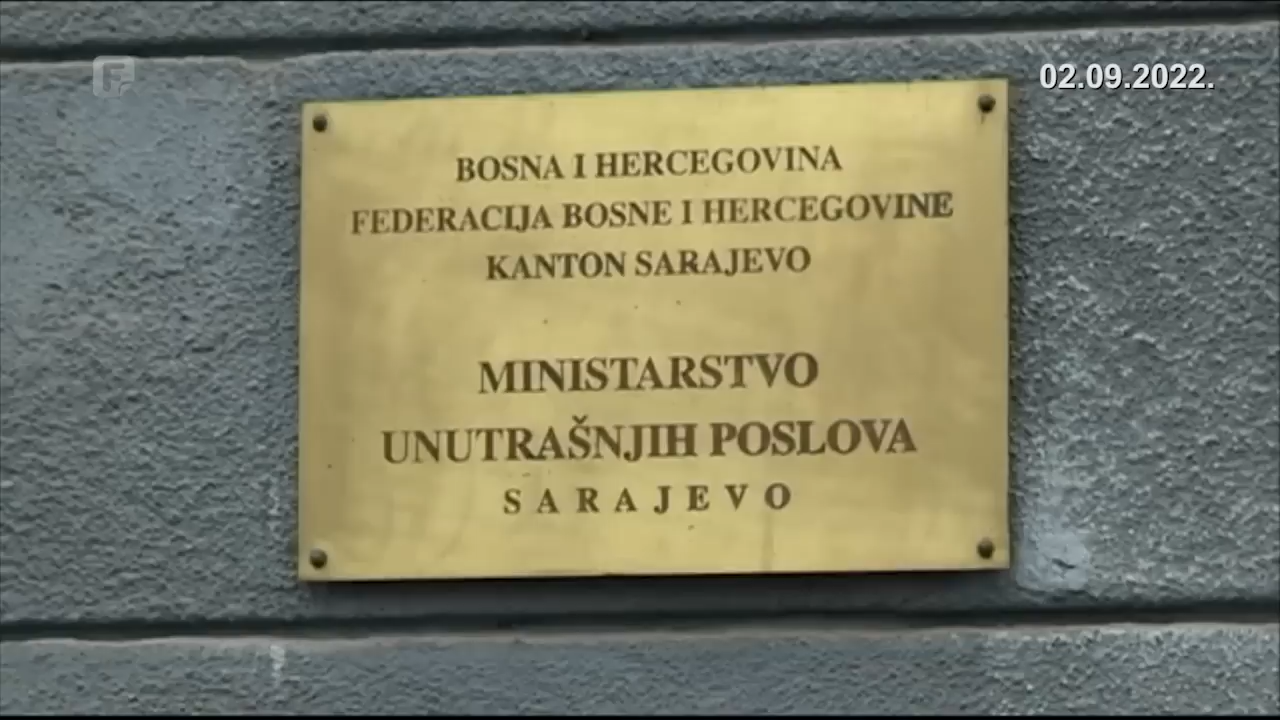 02.09.2022.
BOSNA I HERCEGOVINA
FEDERACIJA BOSNE I HERCEGOVINE
KANTON SARAJEVO
MINISTARSTVO
UNUTRAŠNJIH POSLOVA
SARAJEVO